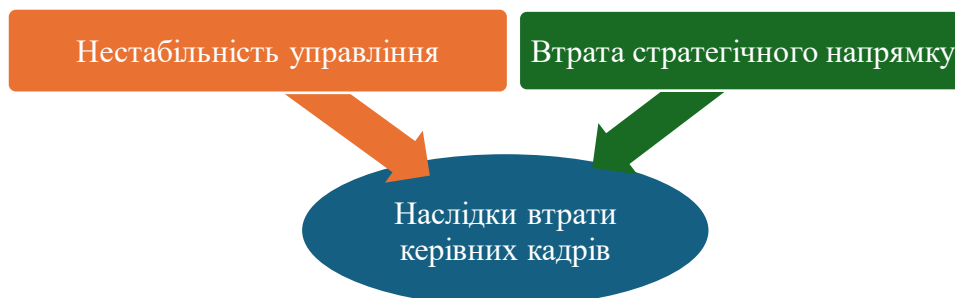 Нестабільність управління
Втрата стратегічного напрямку
Наслідки втрати
керівних кадрів